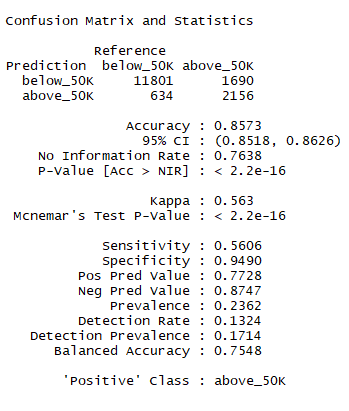 Confusion Matrix and Statistics
Reference
Prediction below_50K above_50K
below_50K 11801 1690
above_50K 634 2156
Accuracy : 0.8573
95% CI : (0.8518, 0.8626)
No Information Rate : 0.7638
P-Value [Acc > NIR] : < 2.2e-16
Kappa : 0.563
Mcnemar's Test P-Value : < 2.2e-16
Sensitivity : 0.5606
Specificity : 0.9490
Pos Pred Value : 0.7728
Neg Pred Value : 0.8747
Prevalence : 0.2362
Detection Rate : 0.1324
Detection Prevalence : 0.1714
Balanced Accuracy : 0.7548
'Positive' Class : above_50K